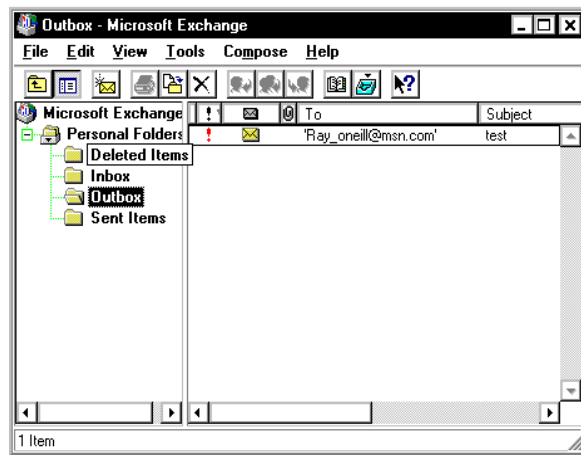 Outbox - Microsoft Exchange
File Edit View Tools Compose Help
Microsoft Exchange ! To Subject
Personal Folders ! 'Ray_oneill@msn.com' test
Deleted Items
Inbox
Outbox
Sent Items
1 Item